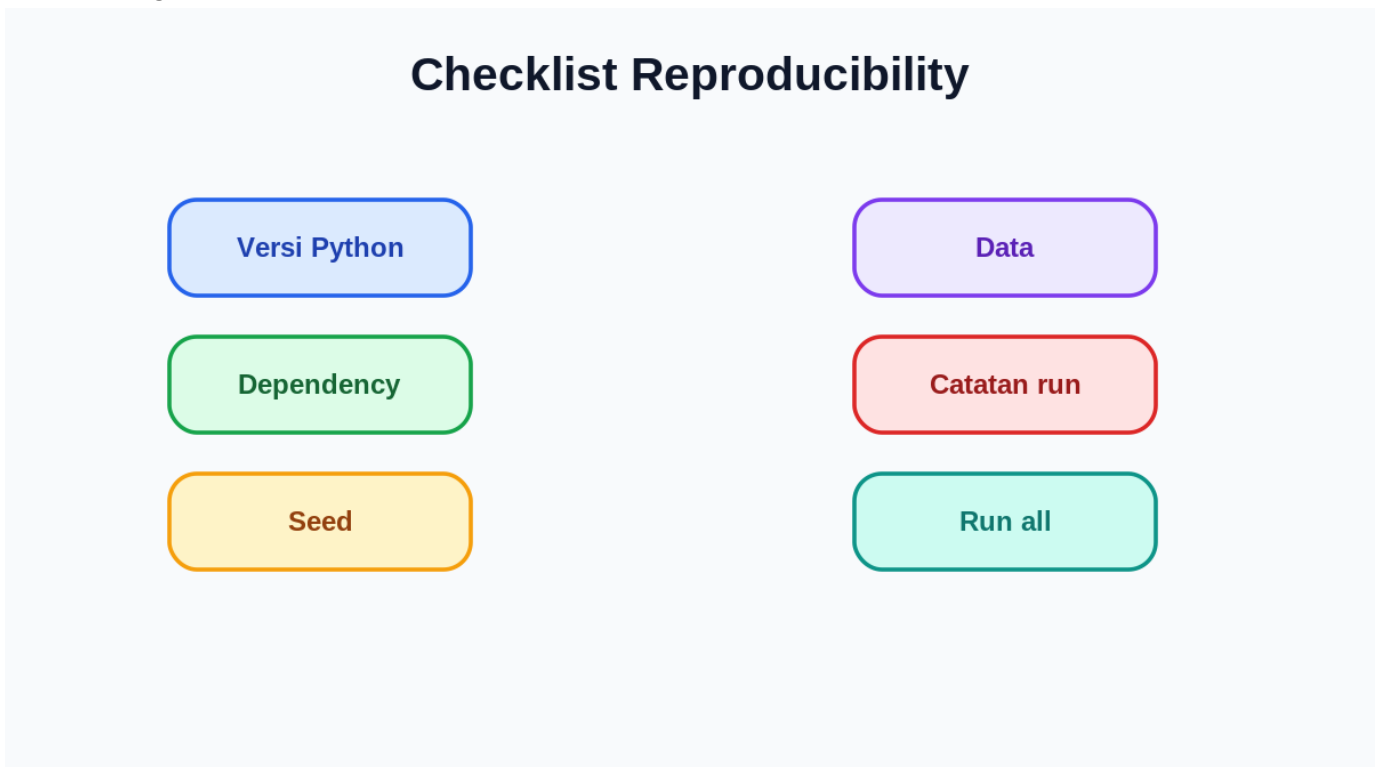 Checklist Reproducibility
Versi Python
Dependency
Seed
Data
Catatan run
Run all